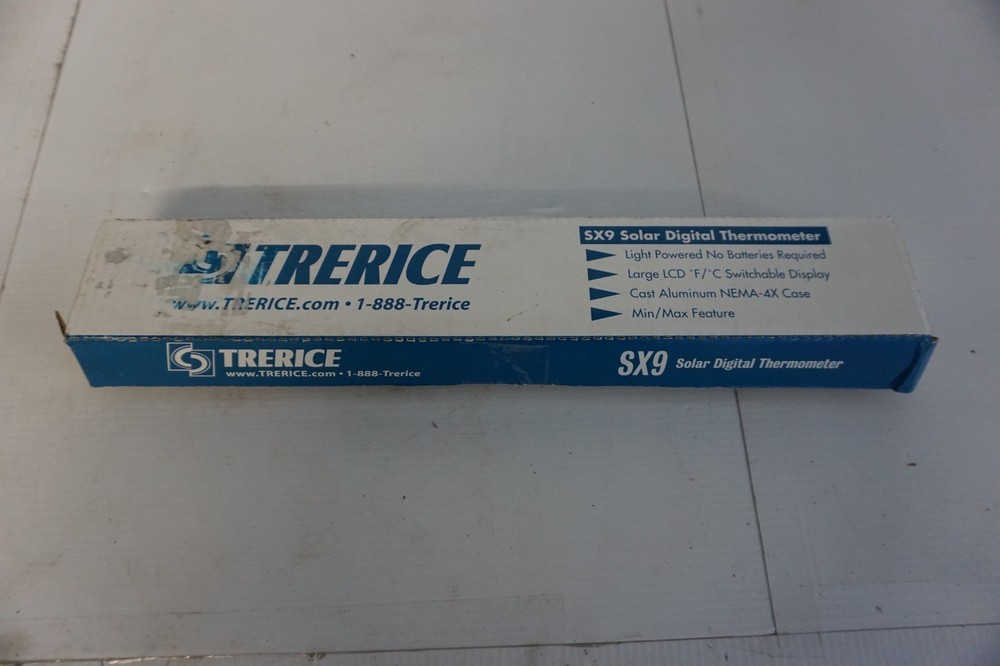 TRERICE
www.TRERICE.com • 1-888-Trerice
SX9 Solar Digital Thermometer
Light Powered No Batteries Required
Large LCD °F/°C Switchable Display
Cast Aluminum NEMA-4X Case
Min/Max Feature
TRERICE
www.TRERICE.com • 1-888-Trerice
SX9 Solar Digital Thermometer